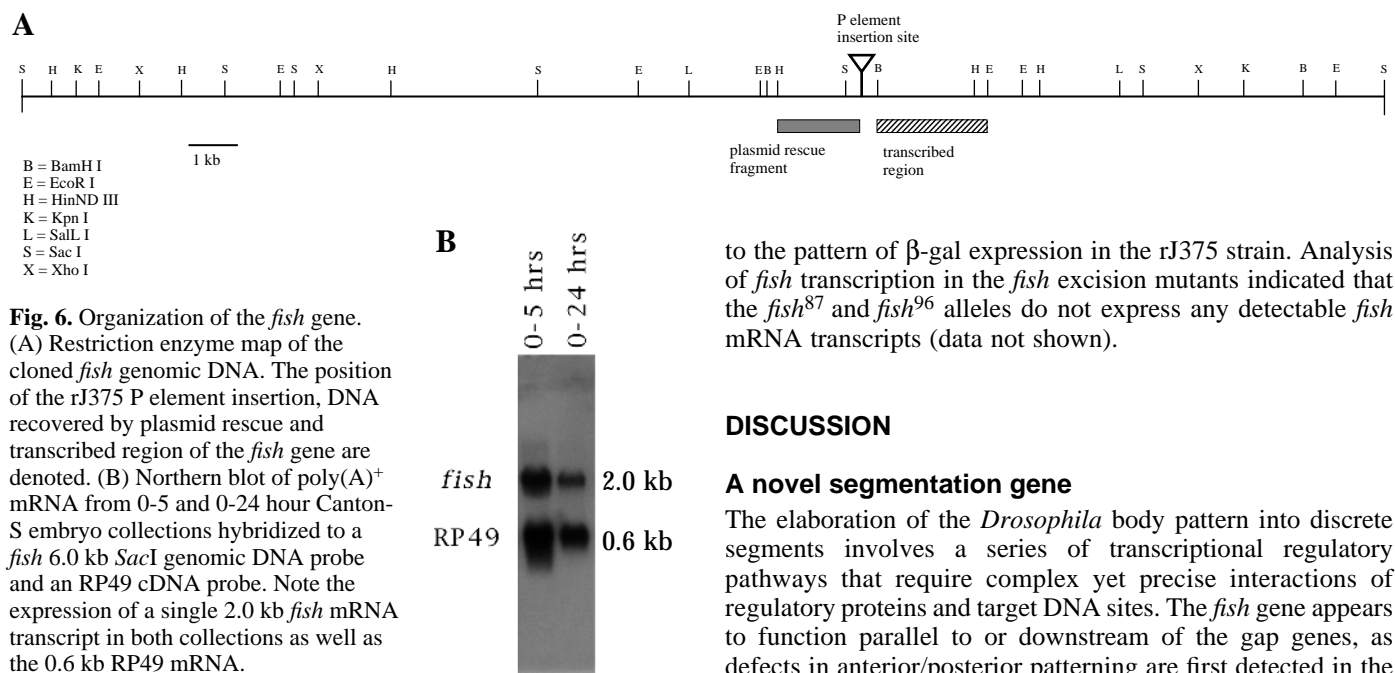 A
P element
insertion site
S H K E X H S E S X H S E L E B H S B H E E H L S X K B E S
1 kb
plasmid rescue
fragment
transcribed
region
B = BamH I
E = EcoR I
H = HinND III
K = Kpn I
L = SalL I
S = Sac I
X = Xho I
Fig. 6. Organization of the fish gene.
(A) Restriction enzyme map of the
cloned fish genomic DNA. The position
of the rJ375 P element insertion, DNA
recovered by plasmid rescue and
transcribed region of the fish gene are
denoted. (B) Northern blot of poly(A)+
mRNA from 0-5 and 0-24 hour Canton-
S embryo collections hybridized to a
fish 6.0 kb SacI genomic DNA probe
and an RP49 cDNA probe. Note the
expression of a single 2.0 kb fish mRNA
transcript in both collections as well as
the 0.6 kb RP49 mRNA.
B
0-5 hrs
0-24 hrs
fish 2.0 kb
RP49 0.6 kb
to the pattern of β-gal expression in the rJ375 strain. Analysis
of fish transcription in the fish excision mutants indicated that
the fish87 and fish96 alleles do not express any detectable fish
mRNA transcripts (data not shown).
DISCUSSION
A novel segmentation gene
The elaboration of the Drosophila body pattern into discrete
segments involves a series of transcriptional regulatory
pathways that require complex yet precise interactions of
regulatory proteins and target DNA sites. The fish gene appears
to function parallel to or downstream of the gap genes, as
defects in anterior/posterior patterning are first detected in the